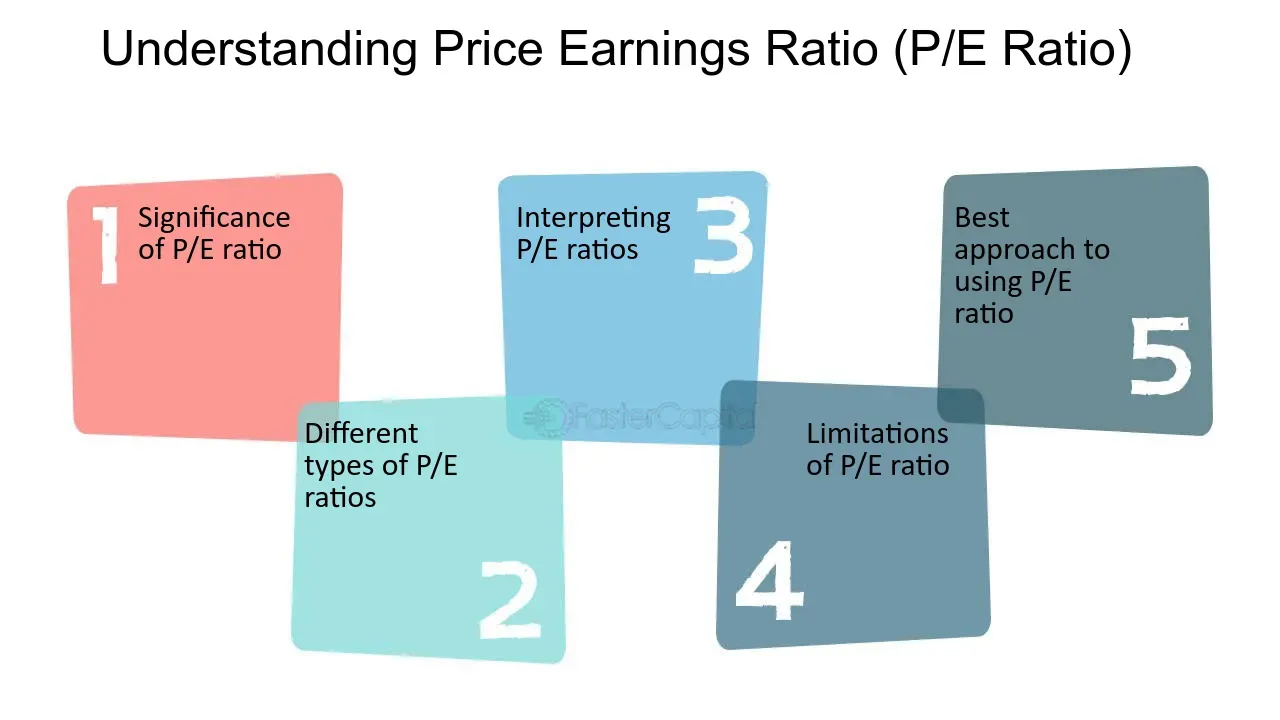 Understanding Price Earnings Ratio (P/E Ratio)
1
Significance
of P/E ratio
Different
types of P/E
ratios
2
Interpreting
P/E ratios
3
FasterCapital
Limitations
of P/E ratio
4
Best
approach to
using P/E
ratio
5